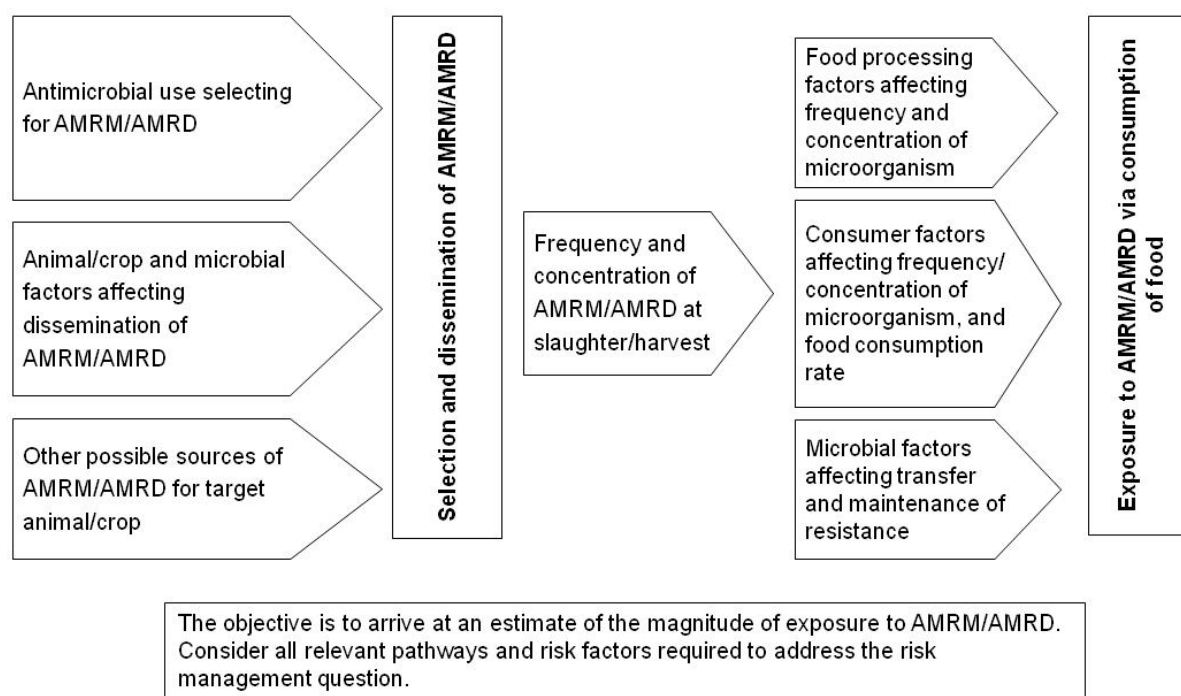 Antimicrobial use selecting
for AMRM/AMRD
Animal/crop and microbial
factors affecting
dissemination of
AMRM/AMRD
Other possible sources of
AMRM/AMRD for target
animal/crop
Selection and dissemination of AMRM/AMRD
Frequency and
concentration of
AMRM/AMRD at
slaughter/harvest
Food processing
factors affecting
frequency and
concentration of
microorganism
Consumer factors
affecting frequency/
concentration of
microorganism, and
food consumption
rate
Microbial factors
affecting transfer
and maintenance of
resistance
Exposure to AMRM/AMRD via consumption
of food
The objective is to arrive at an estimate of the magnitude of exposure to AMRM/AMRD.
Consider all relevant pathways and risk factors required to address the risk
management question.